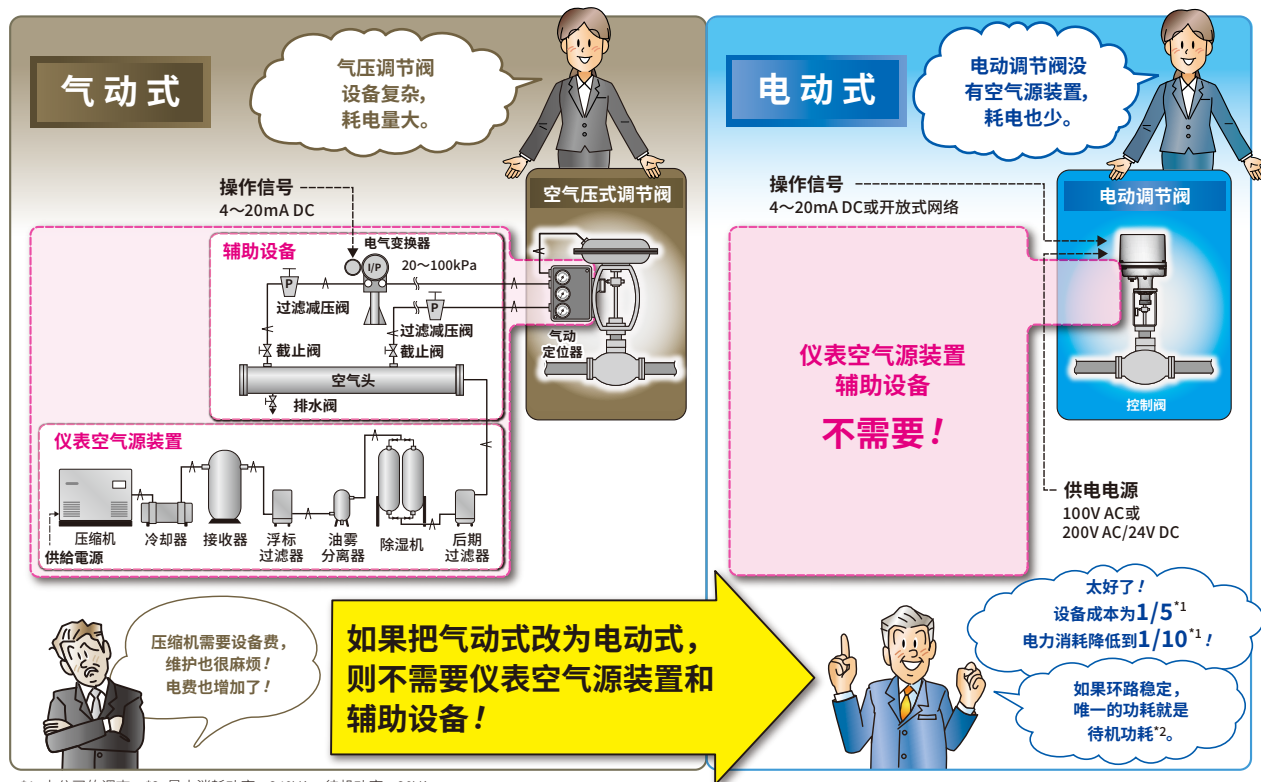 气动式
气压调节阀
设备复杂,
耗电量大。
操作信号
4～20mA DC
空气压式调节阀
辅助设备
电气变换器
I/P
20～100kPa
P
过滤减压阀
P
过滤减压阀
截止阀
截止阀
气动
定位器
空气头
排水阀
仪表空气源装置
压缩机
冷却器
接收器
浮标
过滤器
油雾
分离器
除湿机
后期
过滤器
供給電源
压缩机需要设备费，
维护也很麻烦！
电费也增加了！
如果把气动式改为电动式，
则不需要仪表空气源装置和
辅助设备！
电动式
电动调节阀没
有空气源装置,
耗电也少。
操作信号
4～20mA DC或开放式网络
电动调节阀
控制阀
仪表空气源装置
辅助设备
不需要！
供电电源
100V AC或
200V AC/24V DC
太好了！
设备成本为1/5*1
电力消耗降低到1/10*1！
如果环路稳定，
唯一的功耗就是
待机功耗*2。